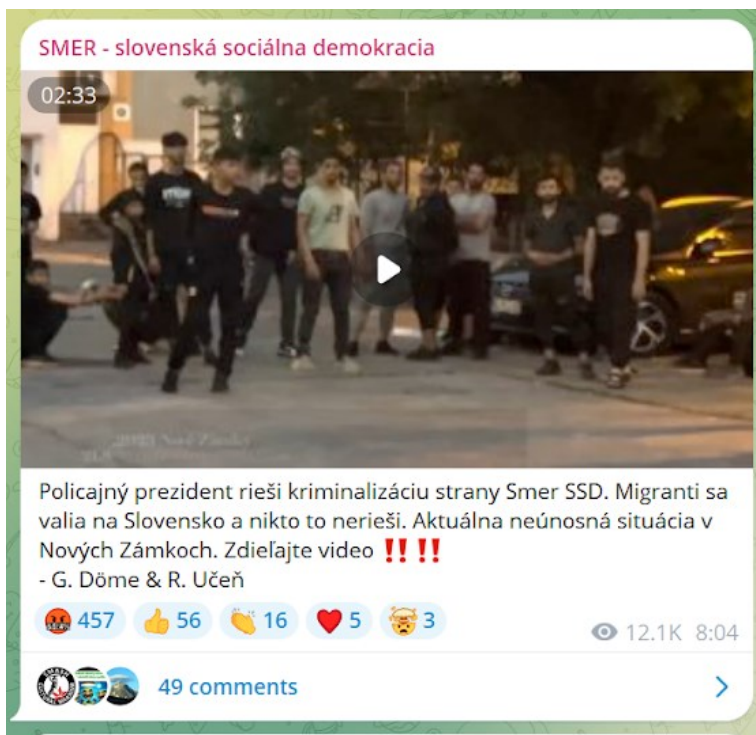 SMER - slovenská sociálna demokracia
02:33
Policajný prezident rieši kriminalizáciu strany Smer SSD. Migranti sa
valia na Slovensko a nikto to nerieši. Aktuálna neúnosná situácia v
Nových Zámkoch. Zdieľajte video ‼️ ‼️
- G. Döme & R. Učeň
457 56 16 5 3
12.1K 8:04
49 comments